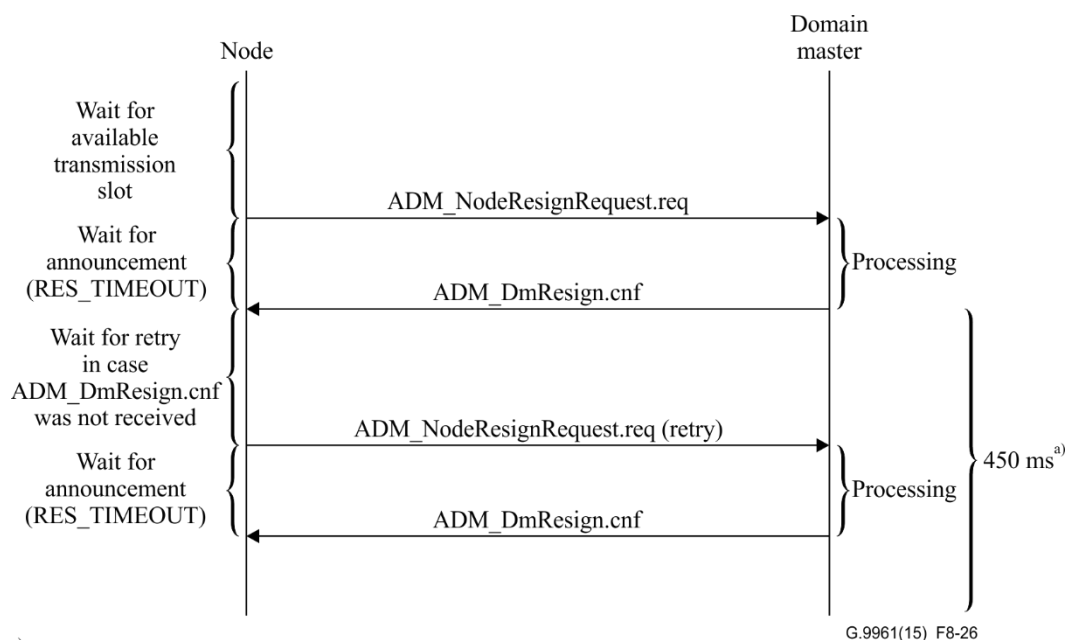 Node
Domain
master
Wait for
available
transmission
slot
ADM_NodeResignRequest.req
Wait for
announcement
(RES_TIMEOUT)
Processing
ADM_DmResign.cnf
Wait for retry
in case
ADM_DmResign.cnf
was not received
ADM_NodeResignRequest.req (retry)
450 ms a)
Wait for
announcement
(RES_TIMEOUT)
Processing
ADM_DmResign.cnf
G.9961(15)_F8-26